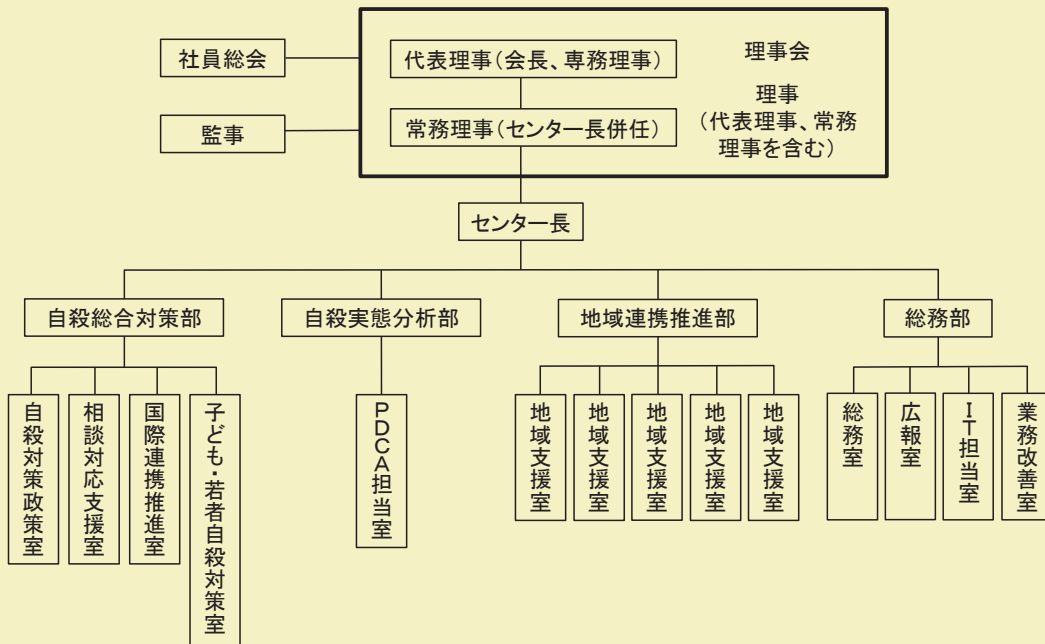 社員総会
監事
代表理事(会長、専務理事)
常務理事(センター長併任)
理事会
理事
(代表理事、常務
理事を含む)
センター長
自殺総合対策部
自殺実態分析部
地域連携推進部
総務部
自殺対策政策室
相談対応支援室
国際連携推進室
子ども・若者自殺対策室
PDCA担当室
地域支援室
地域支援室
地域支援室
地域支援室
地域支援室
総務室
広報室
IT担当室
業務改善室